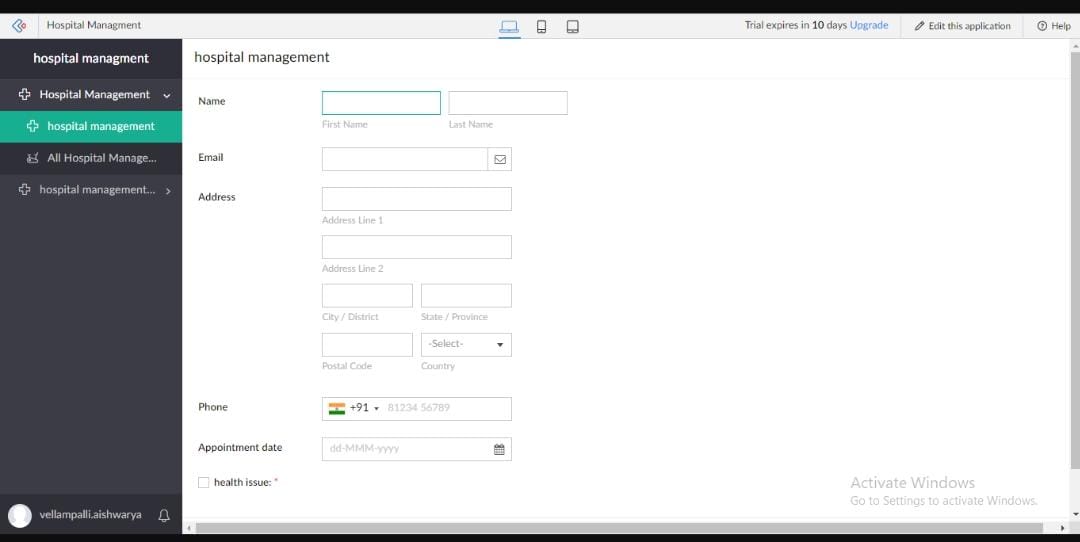 Hospital Managment
Trial expires in 10 days Upgrade
Edit this application
Help
hospital managment
hospital management
Hospital Management
hospital management
All Hospital Manage...
hospital management...
Name
First Name
Last Name
Email
Address
Address Line 1
Address Line 2
City / District
State / Province
-Select-
Postal Code
Country
Phone
+91
81234 56789
Appointment date
dd-MMM-yyyy
health issue: *
Activate Windows
Go to Settings to activate Windows.
vellampalli.aishwarya